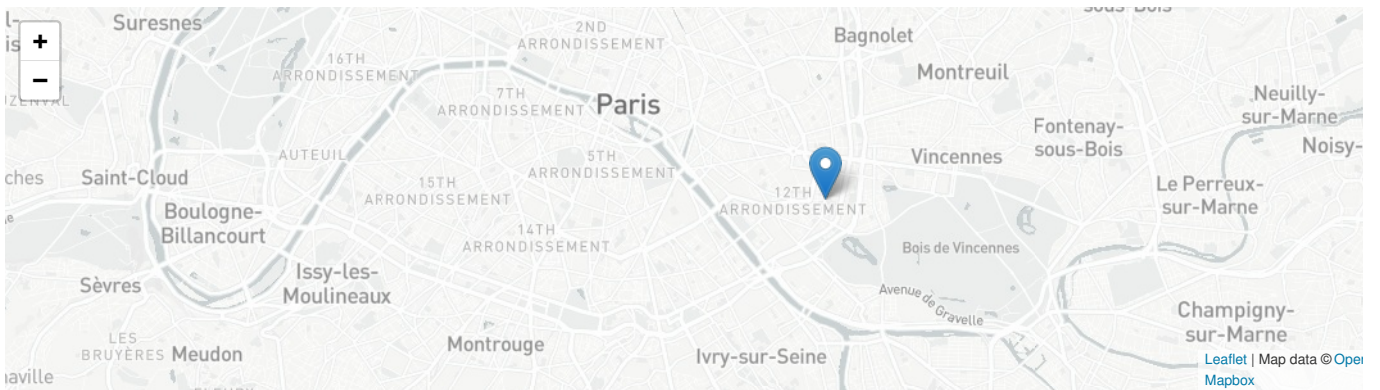 Suresnes
2ND
ARRONDISSEMENT
Bagnolet
+
−
16TH
ARRONDISSEMENT
Montreuil
7TH
ARRONDISSEMENT
Paris
Neuilly-
sur-Marne
Fontenay-
sous-Bois
Noisy-
AUTEUIL
5TH
ARRONDISSEMENT
Vincennes
ches
Saint-Cloud
15TH
ARRONDISSEMENT
12TH
ARRONDISSEMENT
Le Perreux-
sur-Marne
Boulogne-
Billancourt
14TH
ARRONDISSEMENT
Bois de Vincennes
Sèvres
Issy-les-
Moulineaux
Avenue de Gravelle
Champigny-
sur-Marne
LES
BRUYÈRES
Meudon
Montrouge
Ivry-sur-Seine
Leaflet | Map data © Open
Mapbox